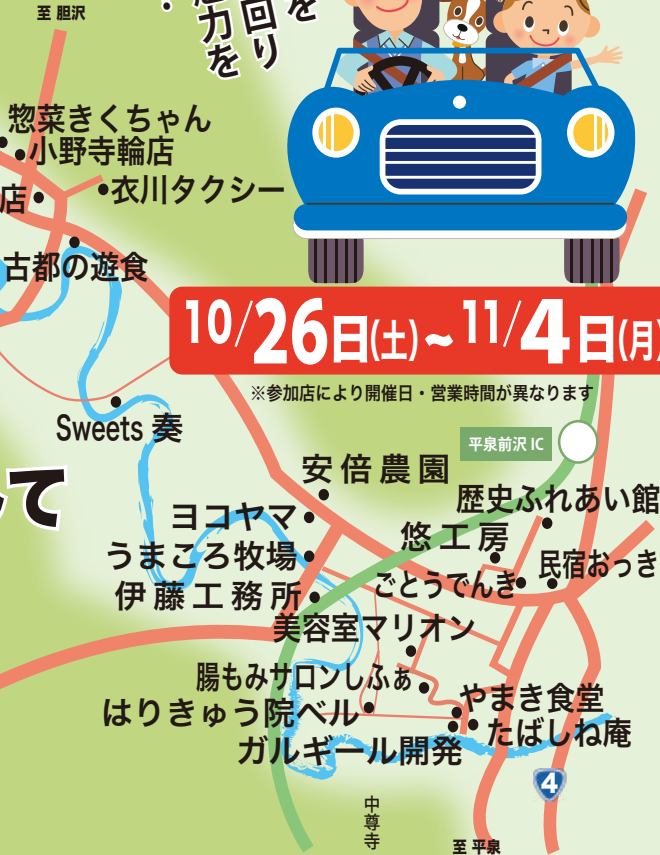 至 胆沢
を
回り
力を
惣菜きくちゃん
小野寺輪店
衣川タクシー
店
古都の遊食
10/26日(土)~11/4日(月)
※参加店により開催日・営業時間が異なります
Sweets 奏
平泉前沢 IC
安倍農園
歴史ふれあい館
って
ヨコヤマ
悠工房
うまころ牧場
民宿おっき
ごとうでんき
伊藤工務所
美容室マリオン
腸もみサロンしふぁ
やまき食堂
はりきゅう院ベル
たばしね庵
ガルギール開発
4
中尊寺
至 平泉